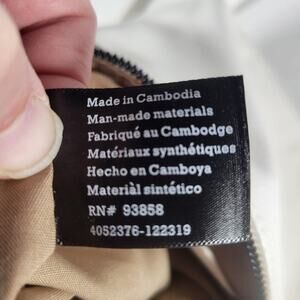 Made in Cambodia
Man-made materials
Fabriqué au Cambodge
Matériaux synthétiques
Hecho en Camboya
Materiàl sintético
RN# 93858
4052376-122319